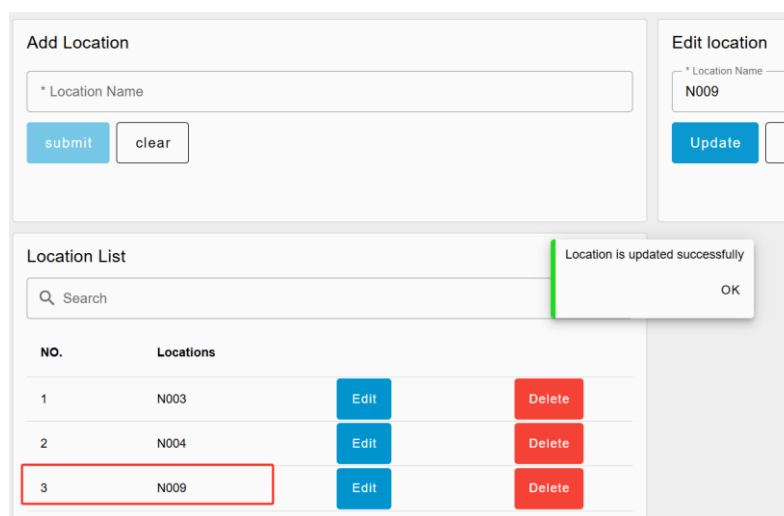 Add Location
* Location Name
submit
clear
Edit location
* Location Name
N009
Update
Location List
Search
Location is updated successfully
OK
NO. Locations
1 N003 Edit Delete
2 N004 Edit Delete
3 N009 Edit Delete